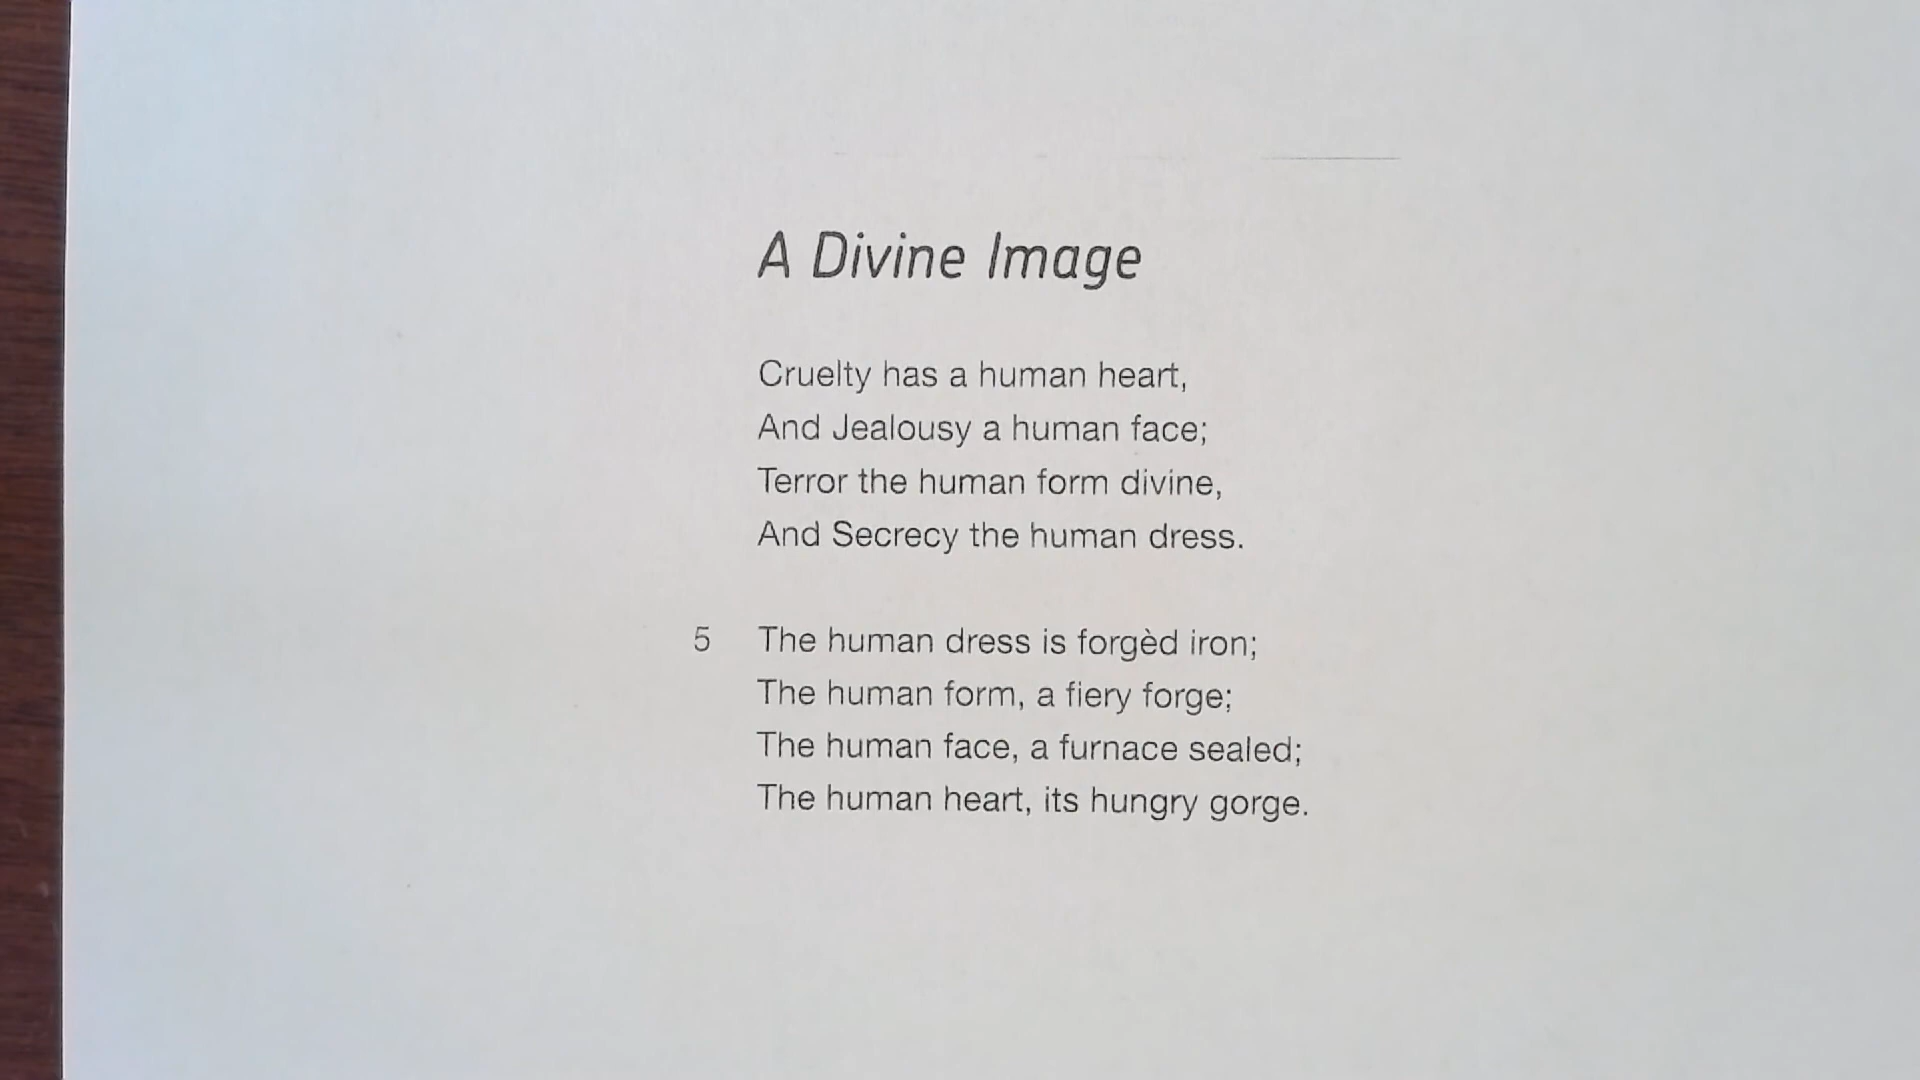 A Divine Image
Cruelty has a human heart,
And Jealousy a human face;
Terror the human form divine,
And Secrecy the human dress.
5 The human dress is forgèd iron;
The human form, a fiery forge;
The human face, a furnace sealed;
The human heart, its hungry gorge.